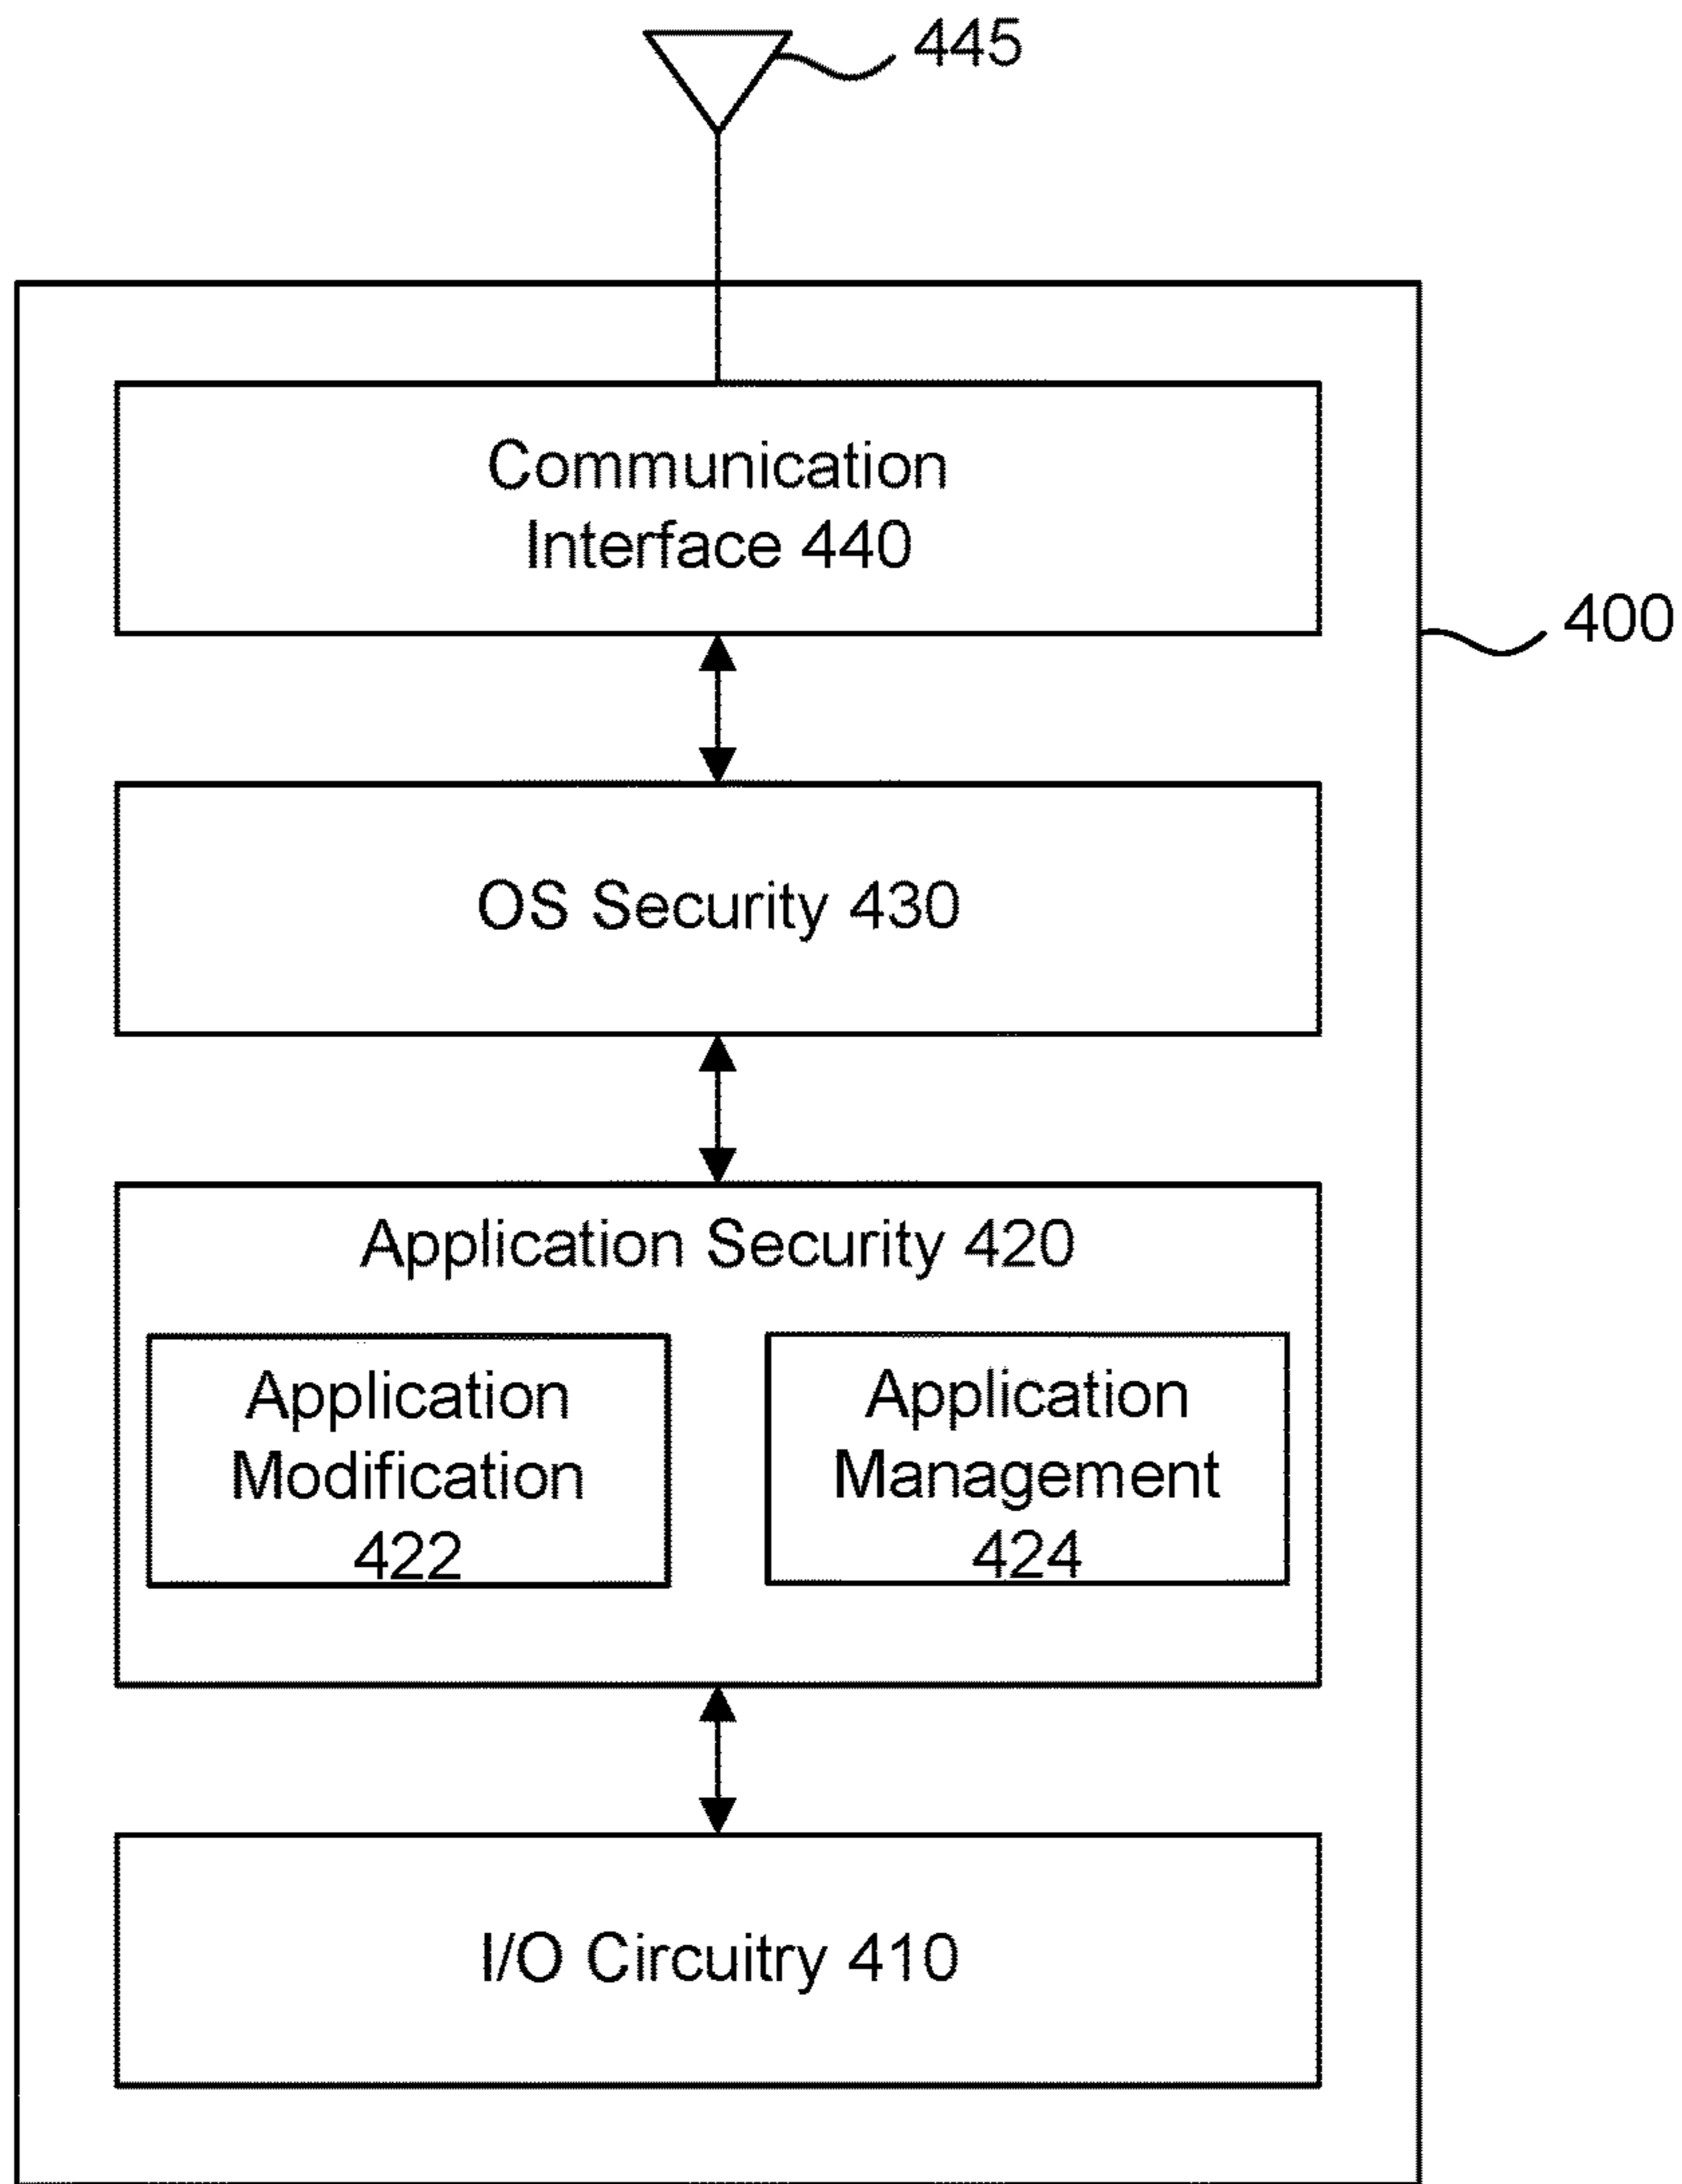 445
Communication
Interface 440
400
OS Security 430
Application Security 420
Application
Modification
422
Application
Management
424
I/O Circuitry 410